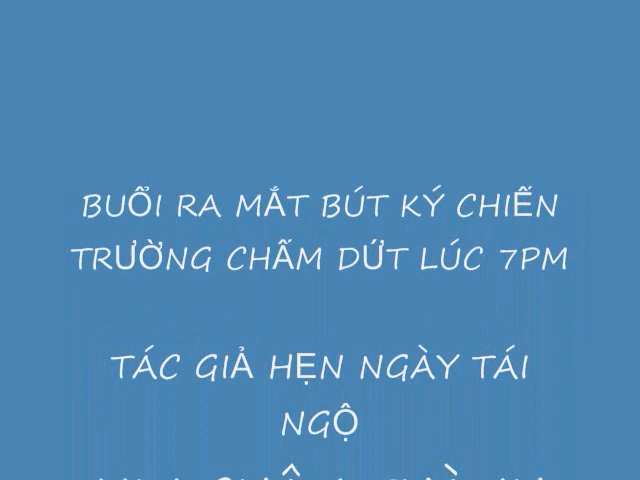 BUỔI RA MẮT BÚT KÝ CHIẾN
TRƯỜNG CHẤM DỨT LÚC 7PM
TÁC GIẢ HẸN NGÀY TÁI
NGỘ